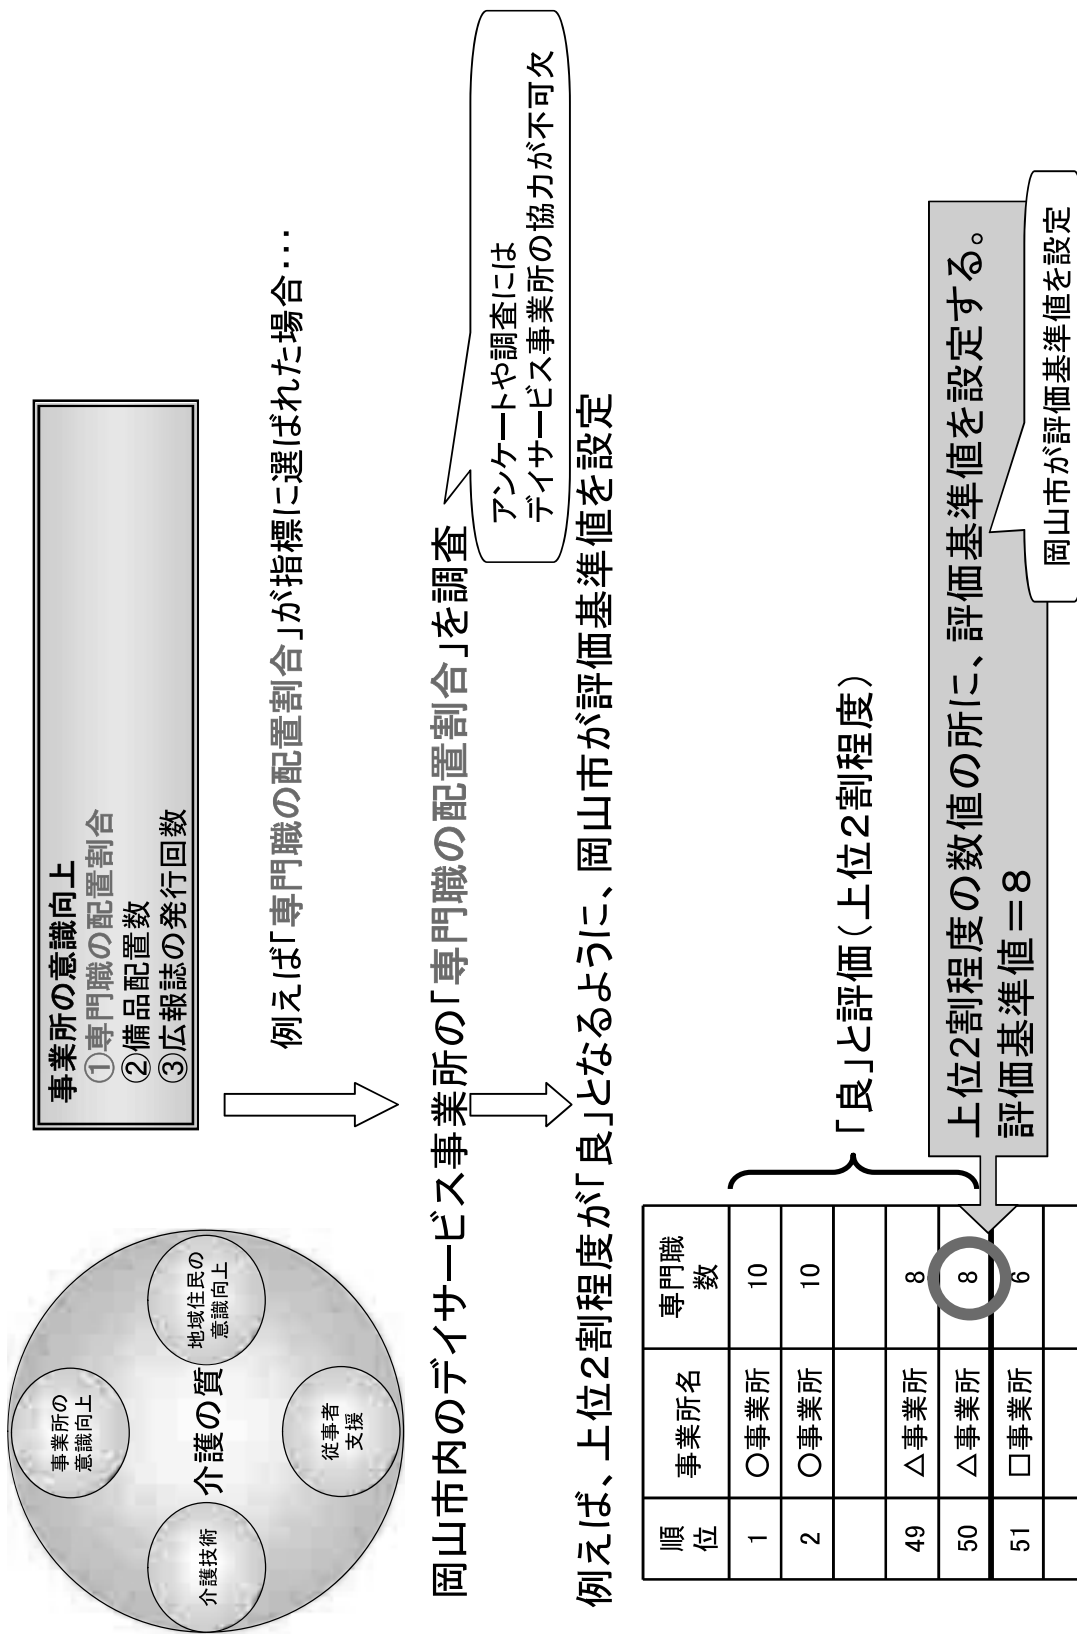 事業所の
意識向上
介護技術
介護の質
地域住民の
意識向上
従事者
支援
事業所の意識向上
①専門職の配置割合
②備品配置数
③広報誌の発行回数
例えば「専門職の配置割合」が指標に選ばれた場合・・・
岡山市内のデイサービス事業所の「専門職の配置割合」を調査
アンケートや調査には
デイサービス事業所の協力が不可欠
例えば、上位2割程度が「良」となるように、岡山市が評価基準値を設定
順位 事業所名 専門職数
1 ○事業所 10
2 ○事業所 10
49 △事業所 8
50 △事業所 8
51 □事業所 6
「良」と評価(上位2割程度)
上位2割程度の数値の所に、評価基準値を設定する。
評価基準値=8
岡山市が評価基準値を設定